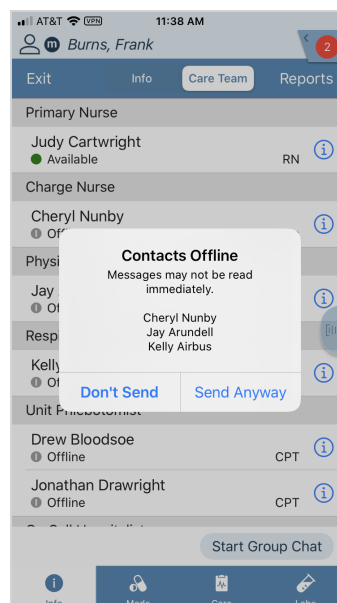 AT&T VPN 11:38 AM
m Burns, Frank
2
Exit Info Care Team Reports
Primary Nurse
Judy Cartwright
Available RN
Charge Nurse
Cheryl Nunby
Contacts Offline
Messages may not be read
immediately.
Cheryl Nunby
Jay Arundell
Kelly Airbus
Don't Send Send Anyway
Jay
Kelly
Unit Phlebotomist
Drew Bloodsoe
Offline CPT
Jonathan Drawright
Offline CPT
Start Group Chat
Info